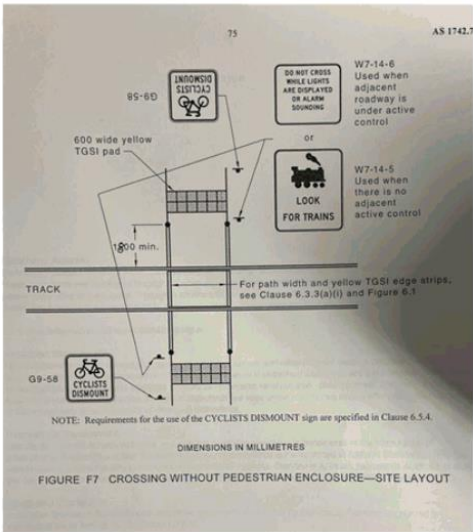 75
AS 1742.7
CYCLISTS
DISMOUNT
G9-58
DO NOT CROSS
WHILE LIGHTS
ARE DISPLAYED
OR ALARM
SOUNDING
W7-14-6
Used when
adjacent
roadway is
under active
control
or
600 wide yellow
TGSI pad
LOOK
FOR TRAINS
W7-14-5
Used when
there is no
adjacent
active control
min.
TRACK
For path width and yellow TGSI edge strips,
see Clause 6.3.3(a)(i) and Figure 6.1
G9-58
CYCLISTS
DISMOUNT
NOTE: Requirements for the use of the CYCLISTS DISMOUNT sign are specified in Clause 6.5.4.
DIMENSIONS IN MILLIMETRES
FIGURE F7 CROSSING WITHOUT PEDESTRIAN ENCLOSURE—SITE LAYOUT